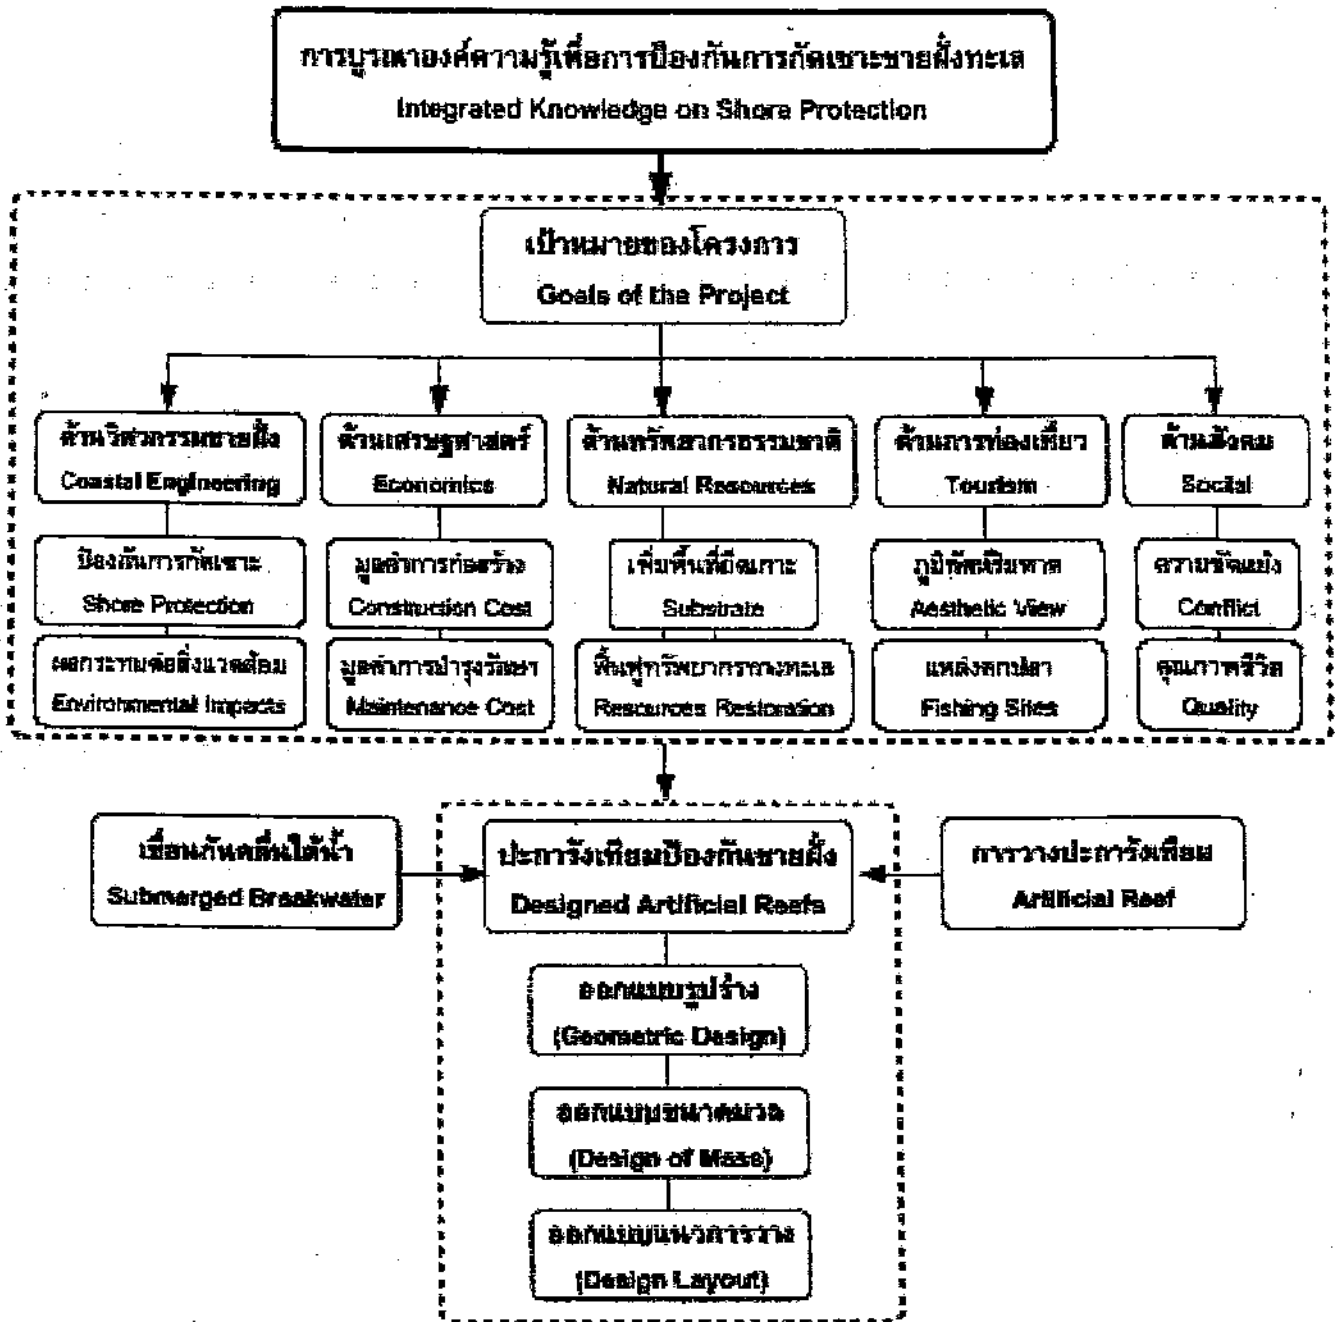 การบูรณาองค์ความรู้เพื่อการป้องกันการกัดเซาะชายฝั่งทะเล
Integrated Knowledge on Shore Protection
เป้าหมายของโครงการ
Goals of the Project
ด้านวิศวกรรมชายฝั่ง
Coastal Engineering
ด้านเศรษฐศาสตร์
Economics
ด้านทรัพยากรธรรมชาติ
Natural Resources
ด้านการท่องเที่ยว
Tourism
ด้านสังคม
Social
ป้องกันการกัดเซาะ
Shore Protection
มูลค่าการก่อสร้าง
Construction Cost
เพิ่มพื้นที่ยึดเกาะ
Substrate
ภูมิทัศน์ริมหาด
Aesthetic View
ความขัดแย้ง
Conflict
ผลกระทบต่อสิ่งแวดล้อม
Environmental Impacts
มูลค่าการบำรุงรักษา
Maintenance Cost
ฟื้นฟูทรัพยากรทางทะเล
Resources Restoration
แหล่งตกปลา
Fishing Sites
คุณภาพชีวิต
Quality
เขื่อนกันคลื่นใต้น้ำ
Submerged Breakwater
ปะการังเทียมป้องกันชายฝั่ง
Designed Artificial Reefs
การวางปะการังเทียม
Artificial Reef
ออกแบบรูปร่าง
(Geometric Design)
ออกแบบขนาดมวล
(Design of Mass)
ออกแบบแนวการวาง
(Design Layout)